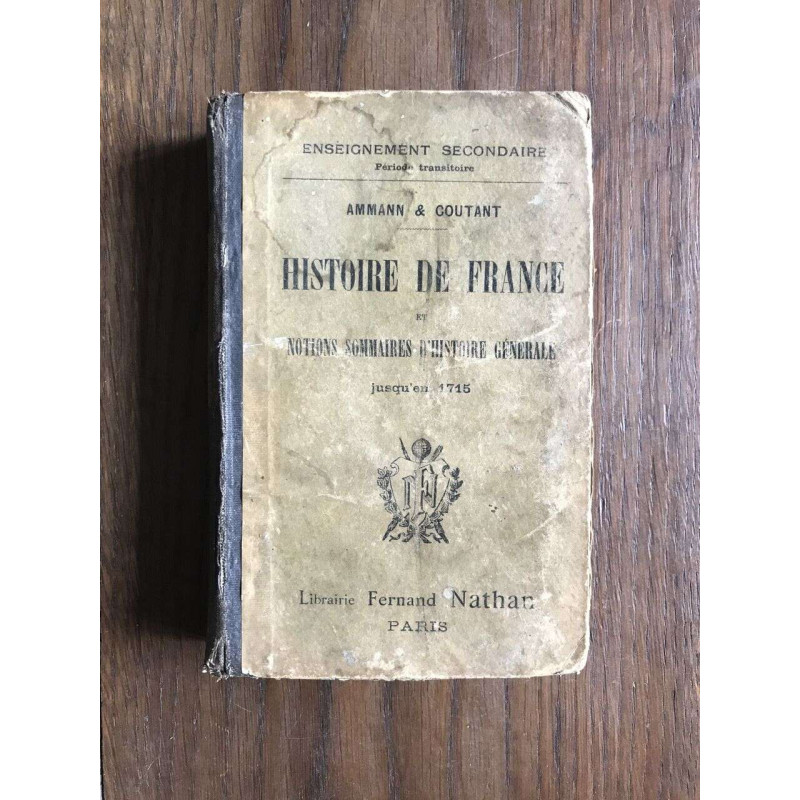 ENSEIGNEMENT SECONDAIRE
Période transitoire
AMMANN & COUTANT
HISTOIRE DE FRANCE
ET
NOTIONS SOMMAIRES D'HISTOIRE GÉNÉRALE
jusqu'en 1715
Librairie Fernand Nathan
PARIS